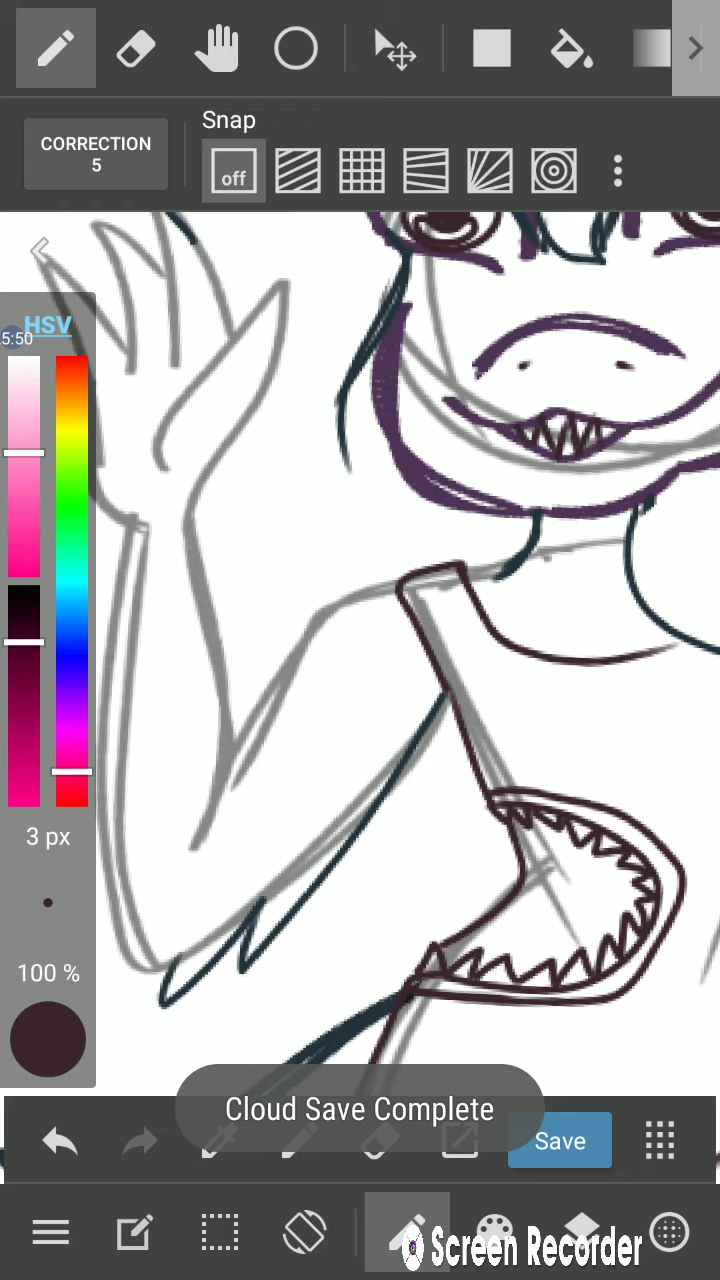 CORRECTION
5
Snap
off
HSV
5:50
3 px
100 %
Cloud Save Complete
Save
Screen Recorder